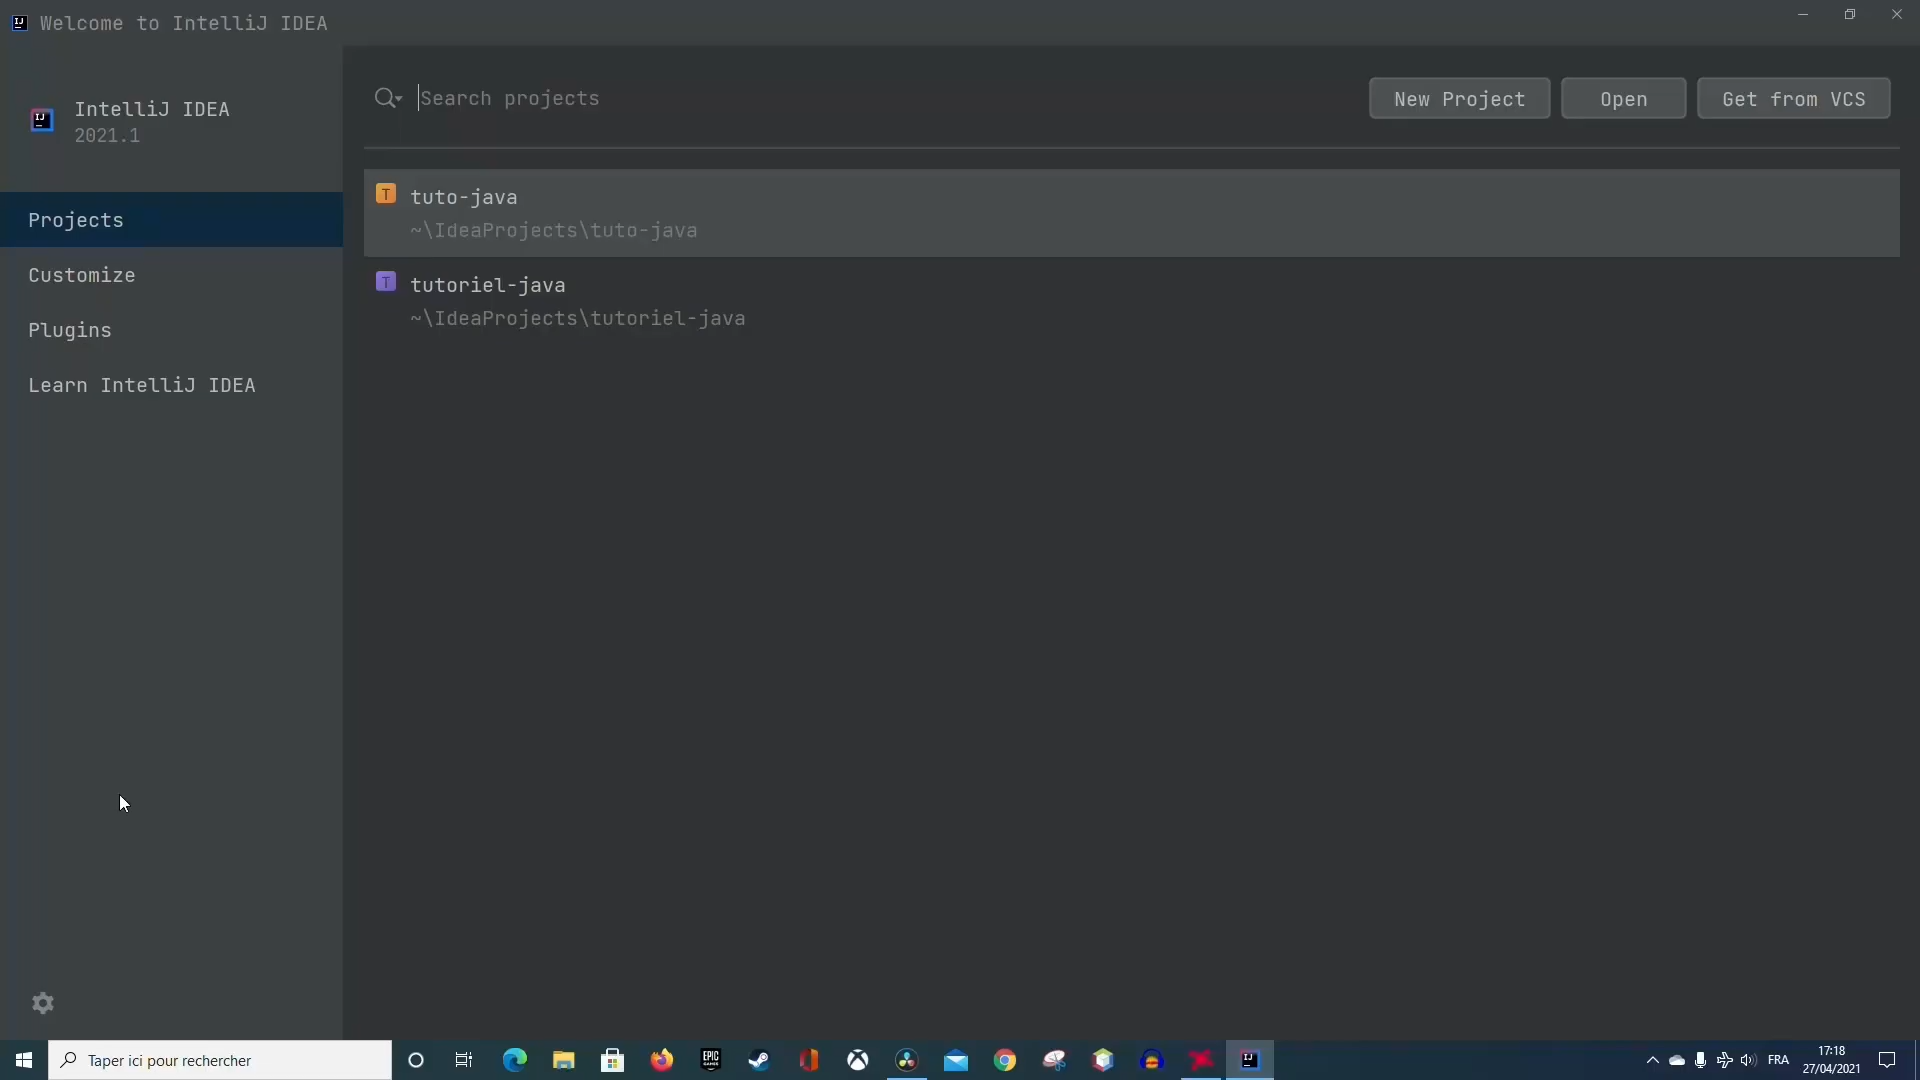 Welcome to IntelliJ IDEA
IntelliJ IDEA
2021.1
Projects
Customize
Plugins
Learn IntelliJ IDEA
Search projects
New Project
Open
Get from VCS
T
tuto-java
~\IdeaProjects\tuto-java
T
tutoriel-java
~\IdeaProjects\tutoriel-java
Taper ici pour rechercher
EPIC
GAMES
FRA
17:18
27/04/2021